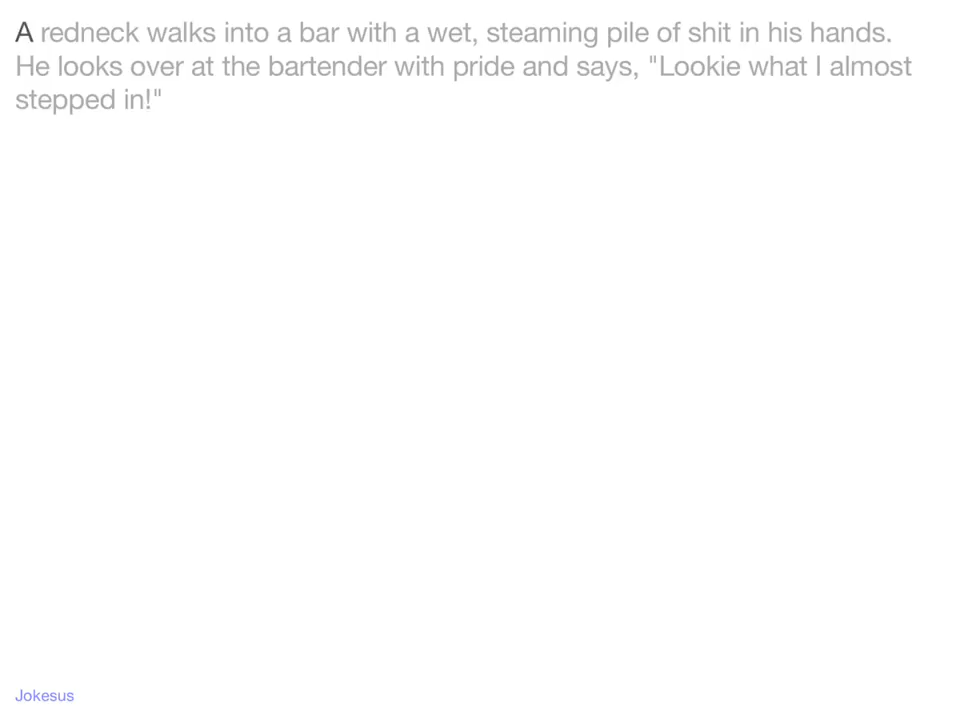 A redneck walks into a bar with a wet, steaming pile of shit in his hands.
He looks over at the bartender with pride and says, "Lookie what I almost
stepped in!"
Jokesus